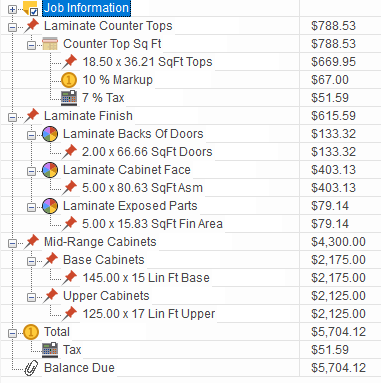 Job Information
Laminate Counter Tops $788.53
Counter Top Sq Ft $788.53
18.50 x 36.21 SqFt Tops $669.95
10 % Markup $67.00
7 % Tax $51.59
Laminate Finish $615.59
Laminate Backs Of Doors $133.32
2.00 x 66.66 SqFt Doors $133.32
Laminate Cabinet Face $403.13
5.00 x 80.63 SqFt Asm $403.13
Laminate Exposed Parts $79.14
5.00 x 15.83 SqFt Fin Area $79.14
Mid-Range Cabinets $4,300.00
Base Cabinets $2,175.00
145.00 x 15 Lin Ft Base $2,175.00
Upper Cabinets $2,125.00
125.00 x 17 Lin Ft Upper $2,125.00
Total $5,704.12
Tax $51.59
Balance Due $5,704.12